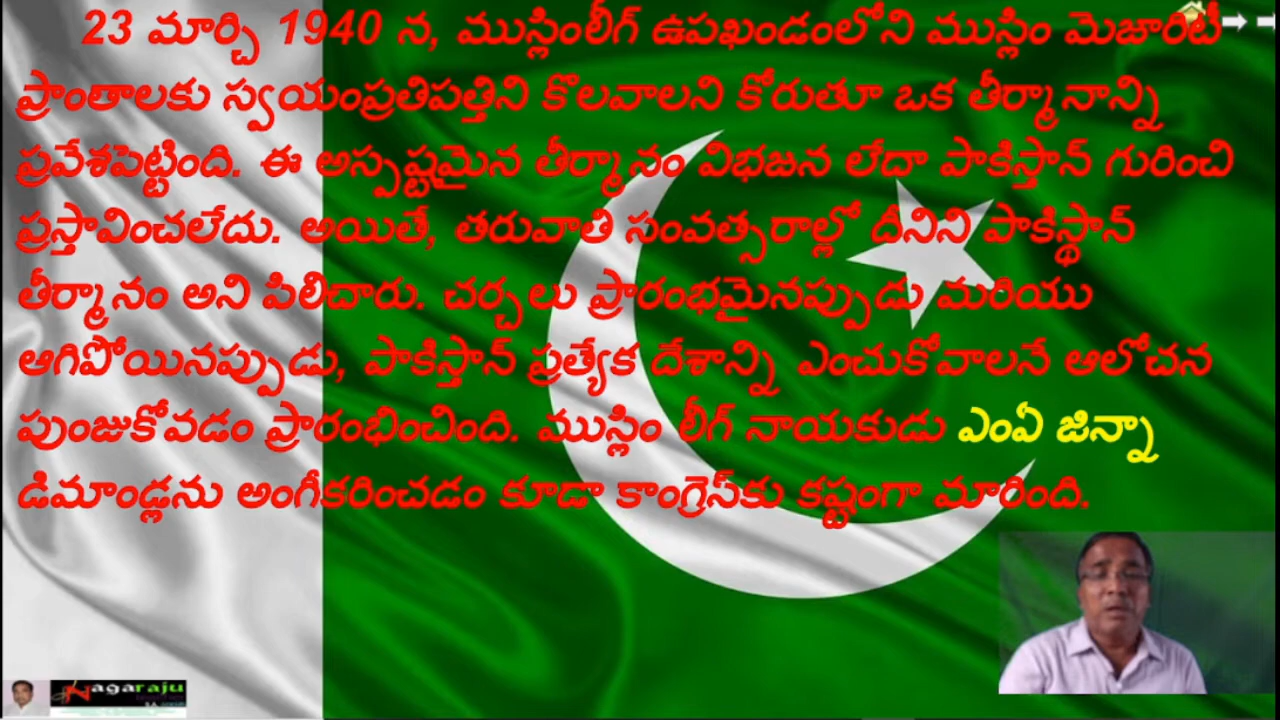 23 మార్చి 1940 న, ముస్లింలీగ్ ఉపఖండంలోని ముస్లిం మెజారిటీ
ప్రాంతాలకు స్వయంప్రతిపత్తిని కొలవాలని కోరుతూ ఒక తీర్మానాన్ని
ప్రవేశపెట్టింది. ఈ అస్పష్టమైన తీర్మానం విభజన లేదా పాకిస్తాన్ గురించి
ప్రస్తావించలేదు. అయితే, తరువాతి సంవత్సరాల్లో దీనిని పాకిస్థాన్
తీర్మానం అని పిలిచారు. చర్చలు ప్రారంభమైనప్పుడు మరియు
ఆగిపోయినప్పుడు, పాకిస్తాన్ ప్రత్యేక దేశాన్ని ఎంచుకోవాలనే ఆలోచన
పుంజుకోవడం ప్రారంభించింది. ముస్లిం లీగ్ నాయకుడు ఎంఏ జిన్నా
డిమాండ్లను అంగీకరించడం కూడా కాంగ్రెస్‌కు కష్టంగా మారింది.
Nagaraju